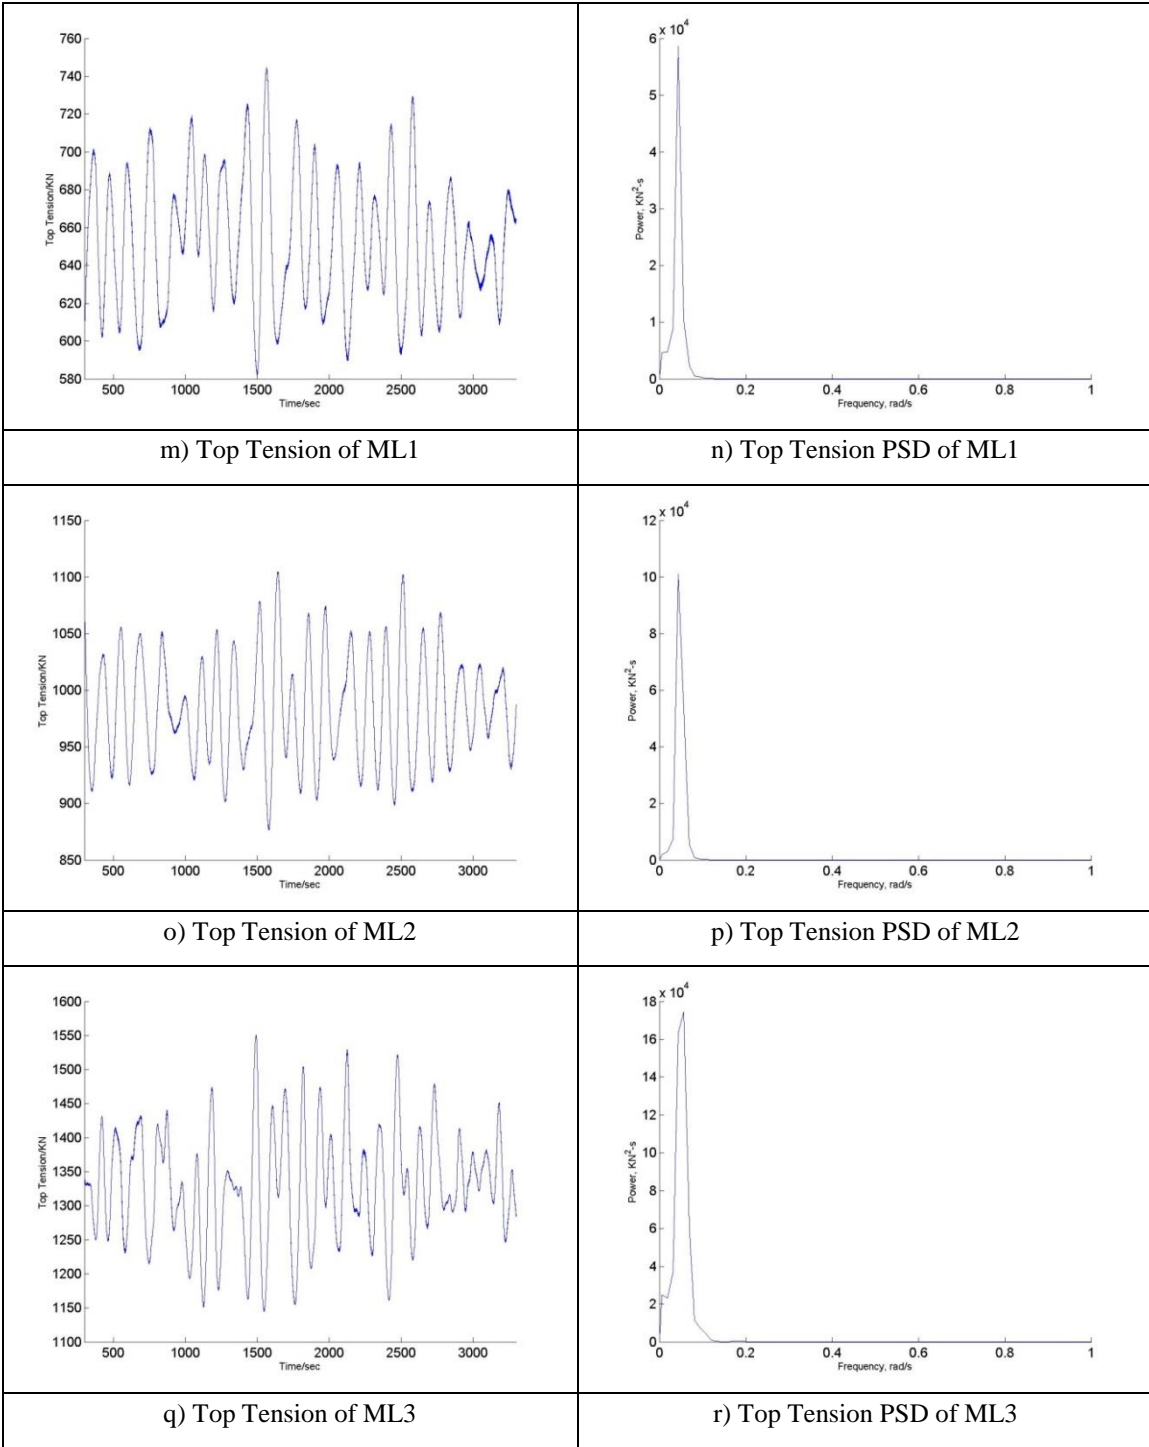 760
740
720
700
680
660
640
620
600
580
Top Tension/KN
500 1000 1500 2000 2500 3000
Time/sec
x 10^4
6
5
4
3
2
1
0
Power, KN^2-s
0 0.2 0.4 0.6 0.8 1
Frequency, rad/s
m) Top Tension of ML1
n) Top Tension PSD of ML1
1150
1100
1050
1000
950
900
850
Top Tension/KN
500 1000 1500 2000 2500 3000
Time/sec
x 10^4
12
10
8
6
4
2
0
Power, KN^2-s
0 0.2 0.4 0.6 0.8 1
Frequency, rad/s
o) Top Tension of ML2
p) Top Tension PSD of ML2
1600
1550
1500
1450
1400
1350
1300
1250
1200
1150
1100
Top Tension/KN
500 1000 1500 2000 2500 3000
Time/sec
x 10^4
18
16
14
12
10
8
6
4
2
0
Power, KN^2-s
0 0.2 0.4 0.6 0.8 1
Frequency, rad/s
q) Top Tension of ML3
r) Top Tension PSD of ML3